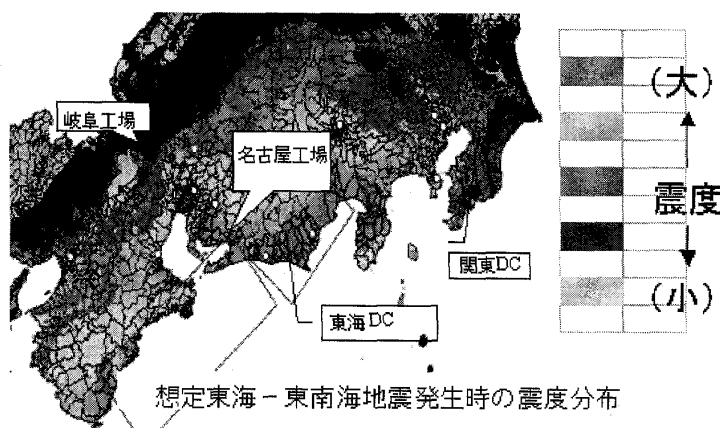 岐阜工場
名古屋工場
関東DC
東海DC
(大)
震度
(小)
想定東海－東南海地震発生時の震度分布